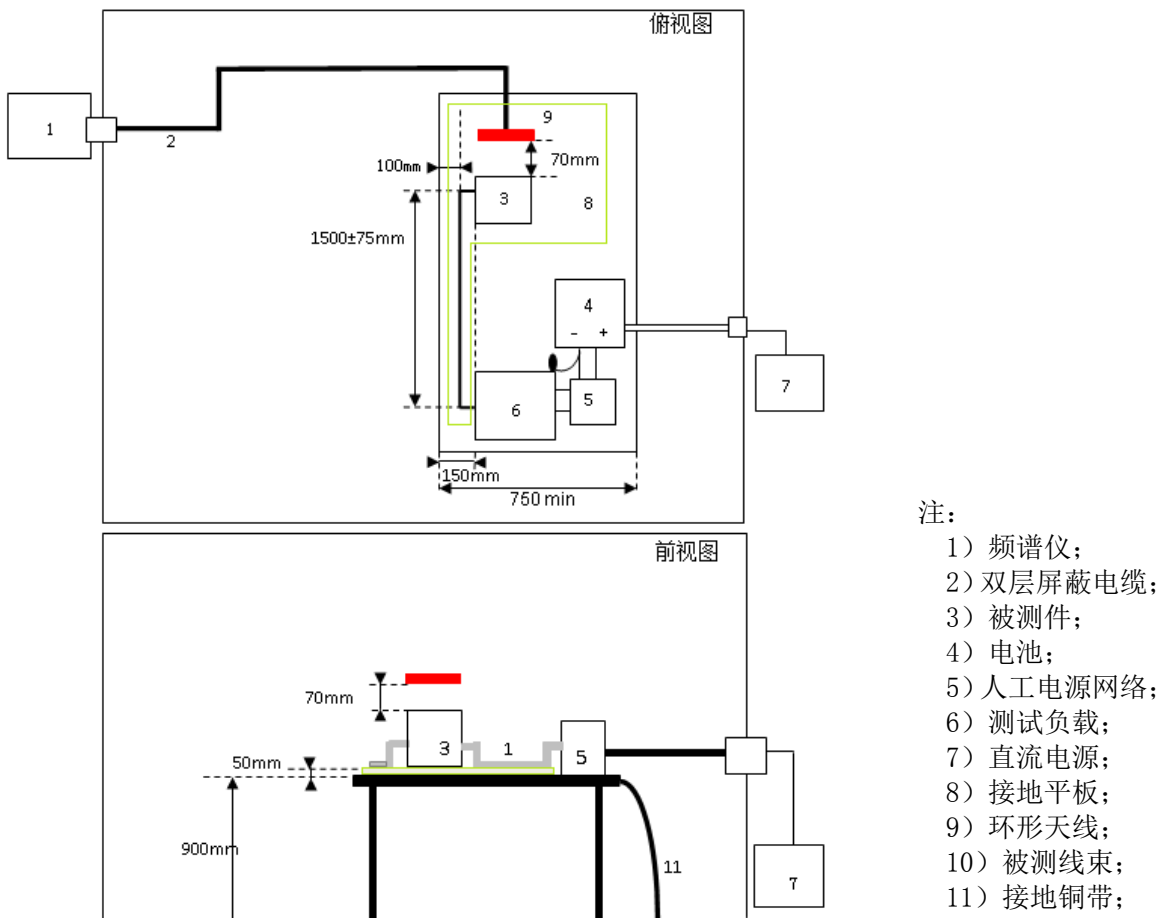 俯视图
1
2
9
100mm
70mm
3
8
1500±75mm
4
- +
7
5
6
150mm
750 min
前视图
70mm
3
1
5
50mm
900mm
11
7
注：
1）频谱仪；
2）双层屏蔽电缆；
3）被测件；
4）电池；
5）人工电源网络；
6）测试负载；
7）直流电源；
8）接地平板；
9）环形天线；
10）被测线束；
11）接地铜带；